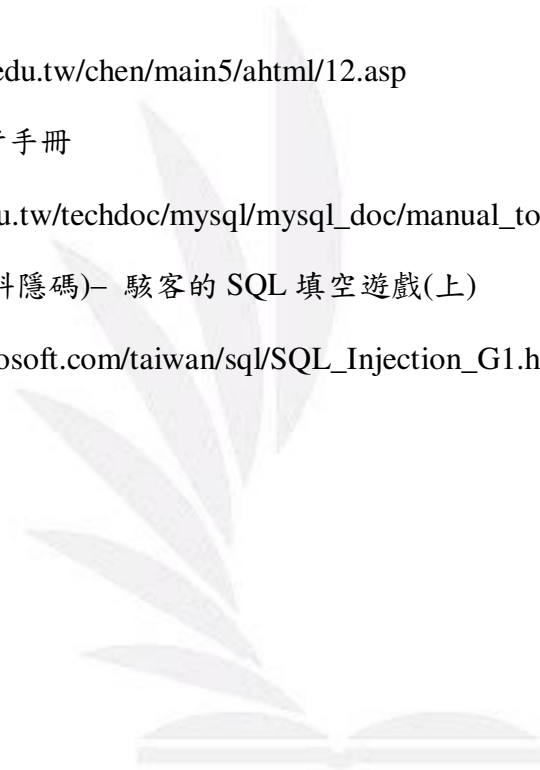 edu.tw/chen/main5/ahtml/12.asp
手冊
u.tw/techdoc/mysql/mysql_doc/manual_to
料隱碼)– 駭客的 SQL 填空遊戲(上)
osoft.com/taiwan/sql/SQL_Injection_G1.h